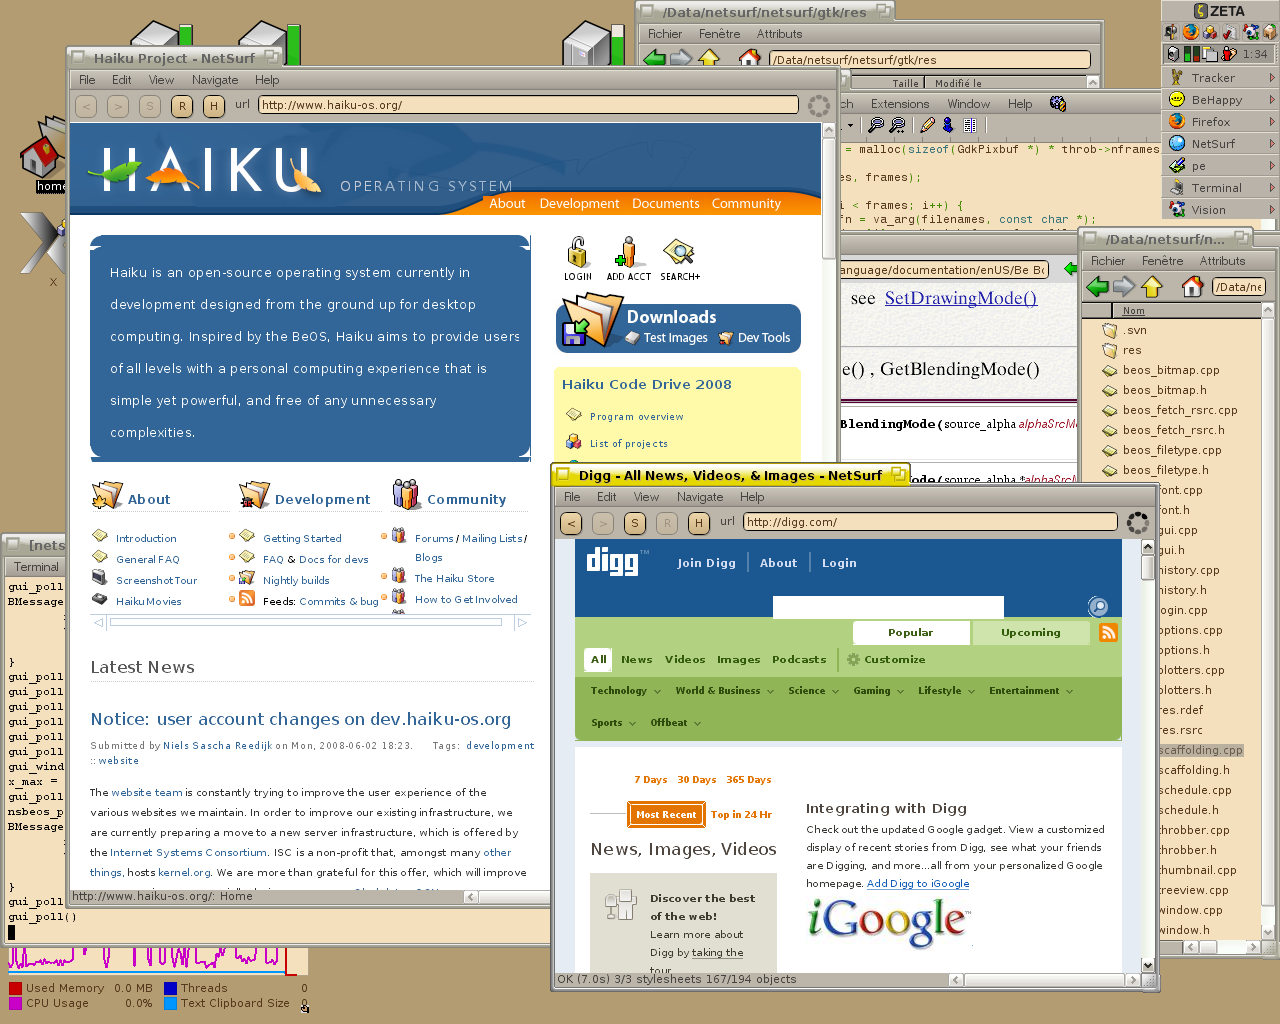 /Data/netsurf/netsurf/gtk/res
Fichier Fenêtre Attributs
/Data/netsurf/netsurf/gtk/res
Taille Modifié le
ZETA
1:34
Tracker
BeHappy
Firefox
NetSurf
pe
Terminal
Vision
Haiku Project - NetSurf
File Edit View Navigate Help
< > S R H url http://www.haiku-os.org/
HAIKU OPERATING SYSTEM
About Development Documents Community
Haiku is an open-source operating system currently in
development designed from the ground up for desktop
computing. Inspired by the BeOS, Haiku aims to provide users
of all levels with a personal computing experience that is
simple yet powerful, and free of any unnecessary
complexities.
LOGIN ADD ACCT SEARCH+
Downloads
Test Images Dev Tools
Haiku Code Drive 2008
Program overview
List of projects
About Development Community
Introduction
General FAQ
Screenshot Tour
Haiku Movies
Getting Started
FAQ & Docs for devs
Nightly builds
Feeds: Commits & bug
Forums / Mailing Lists /
Blogs
The Haiku Store
How to Get Involved
Latest News
Notice: user account changes on dev.haiku-os.org
Submitted by Niels Sascha Reedijk on Mon, 2008-06-02 18:23. Tags: development
:: website
The website team is constantly trying to improve the user experience of the
various websites we maintain. In order to improve our existing infrastructure, we
are currently preparing a move to a new server infrastructure, which is offered by
the Internet Systems Consortium. ISC is a non-profit that, amongst many other
things, hosts kernel.org. We are more than grateful for this offer, which will improve
http://www.haiku-os.org/: Home
home
X
ch Extensions Window Help
= malloc(sizeof(GdkPixbuf *) * throb->nframes
es, frames);
i < frames; i++) {
fn = va_arg(filenames, const char *);
anguage/documentation/enUS/Be Bo
see SetDrawingMode()
e() , GetBlendingMode()
BlendingMode(source_alpha alphaSrcMo
/Data/netsurf/n...
Fichier Fenêtre Attributs
/Data/ne
Nom
.svn
res
beos_bitmap.cpp
beos_bitmap.h
beos_fetch_rsrc.cpp
beos_fetch_rsrc.h
beos_filetype.cpp
beos_filetype.h
font.cpp
font.h
gui.cpp
gui.h
history.cpp
history.h
login.cpp
options.cpp
options.h
plotters.cpp
plotters.h
res.rdef
res.rsrc
scaffolding.cpp
scaffolding.h
schedule.cpp
schedule.h
throbber.cpp
throbber.h
thumbnail.cpp
treeview.cpp
window.cpp
window.h
Digg - All News, Videos, & Images - NetSurf
File Edit View Navigate Help
< > S R H url http://digg.com/
digg™ Join Digg About Login
Popular Upcoming
All News Videos Images Podcasts Customize
Technology World & Business Science Gaming Lifestyle Entertainment
Sports Offbeat
7 Days 30 Days 365 Days
Most Recent Top in 24 Hr
News, Images, Videos
Discover the best
of the web!
Learn more about
Digg by taking the
tour.
Integrating with Digg
Check out the updated Google gadget. View a customized
display of recent stories from Digg, see what your friends
are Digging, and more...all from your personalized Google
homepage. Add Digg to iGoogle
iGoogle™
OK (7.0s) 3/3 stylesheets 167/194 objects
[nets
Terminal
gui_poll
BMessage
}
gui_poll
gui_poll
gui_poll
gui_poll
gui_poll
gui_poll
gui_wind
x_max =
gui_poll
nsbeos_p
BMessage
}
gui_poll
gui_poll()
Used Memory 0.0 MB Threads 0
CPU Usage 0.0% Text Clipboard Size 0